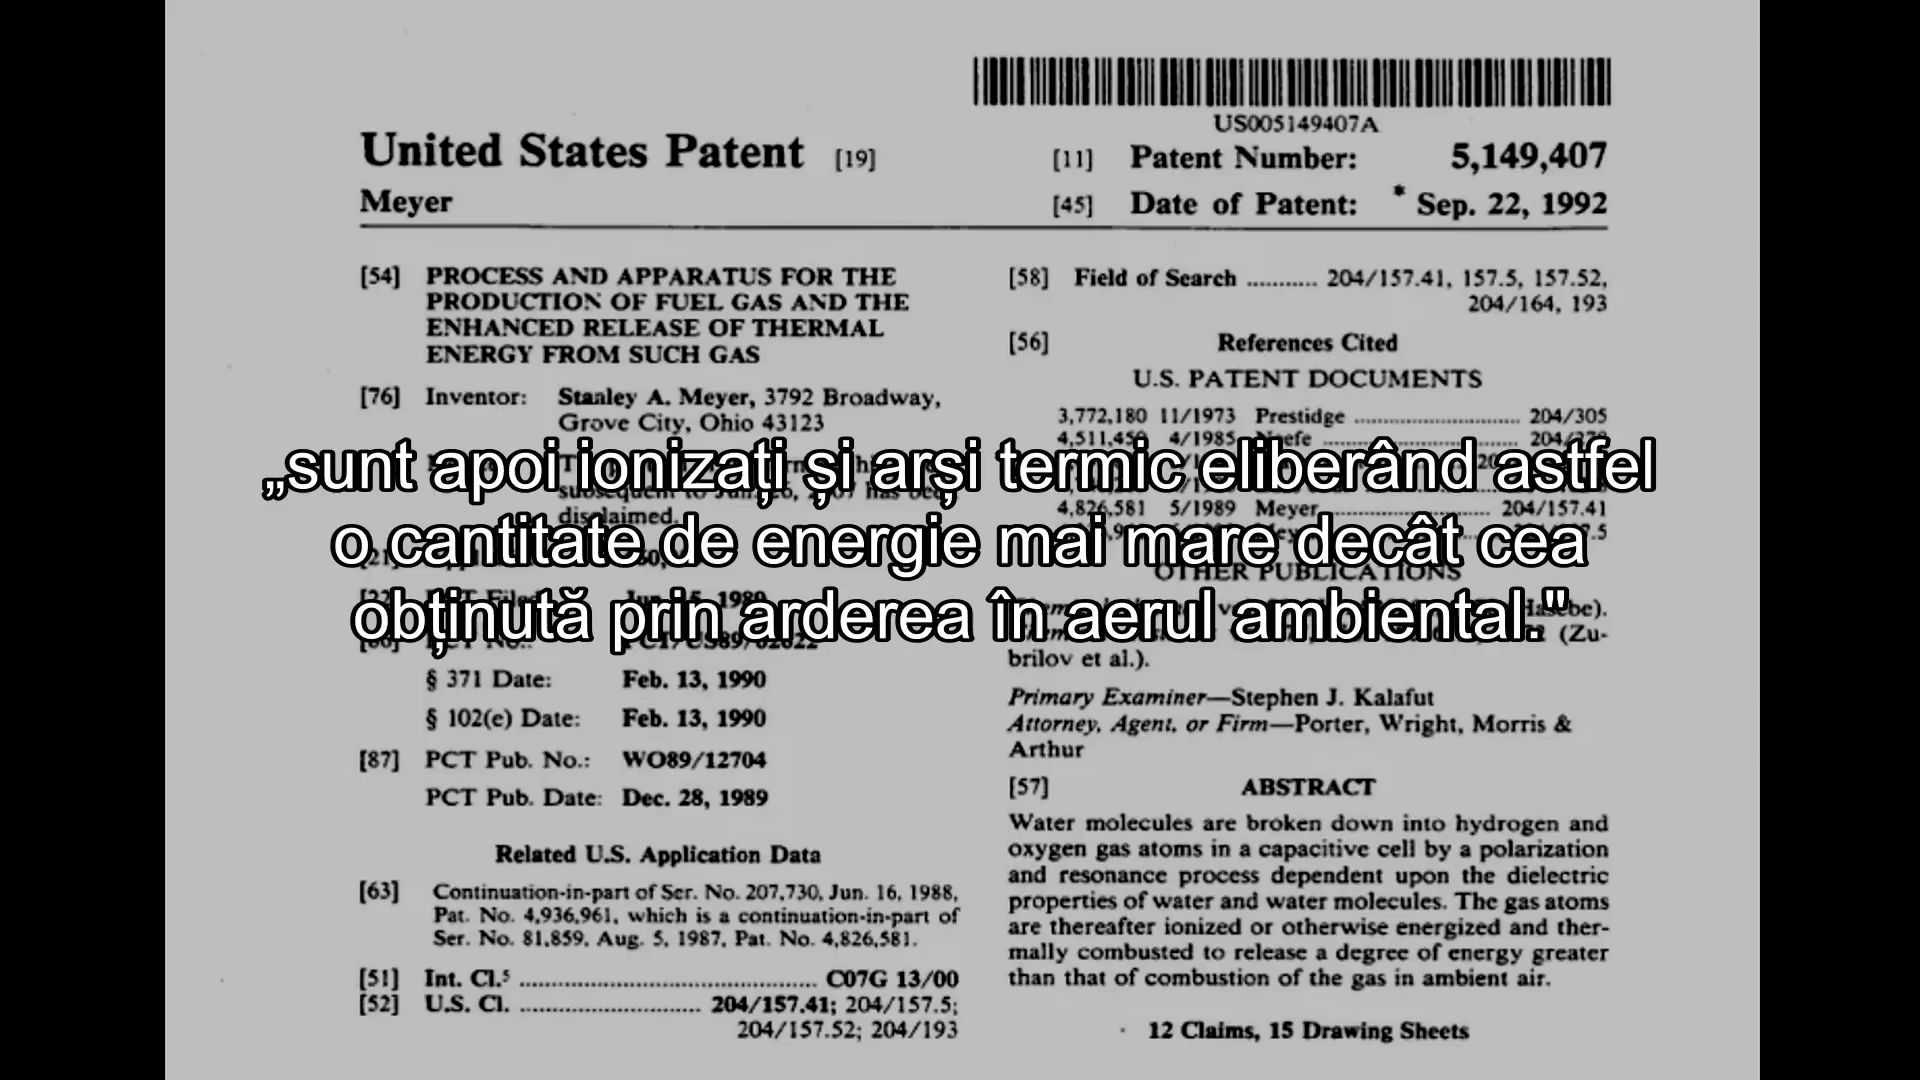 US005149407A
United States Patent [19]
Meyer
[11] Patent Number: 5,149,407
[45] Date of Patent: * Sep. 22, 1992
[54] PROCESS AND APPARATUS FOR THE
PRODUCTION OF FUEL GAS AND THE
ENHANCED RELEASE OF THERMAL
ENERGY FROM SUCH GAS
[76] Inventor: Stanley A. Meyer, 3792 Broadway,
Grove City, Ohio 43123
disclaimed.
§ 371 Date: Feb. 13, 1990
§ 102(e) Date: Feb. 13, 1990
[87] PCT Pub. No.: WO89/12704
PCT Pub. Date: Dec. 28, 1989
Related U.S. Application Data
[63] Continuation-in-part of Ser. No. 207,730, Jun. 16, 1988,
Pat. No. 4,936,961, which is a continuation-in-part of
Ser. No. 81,859, Aug. 5, 1987, Pat. No. 4,826,581.
[51] Int. Cl.⁵ ........ C07G 13/00
[52] U.S. Cl. ........ 204/157.41; 204/157.5;
204/157.52; 204/193
[58] Field of Search ........ 204/157.41, 157.5, 157.52,
204/164, 193
[56] References Cited
U.S. PATENT DOCUMENTS
3,772,180 11/1973 Prestidge ........ 204/305
4,826,581 5/1989 Meyer ........ 204/157.41
OTHER PUBLICATIONS
(Zu-
brilov et al.).
Primary Examiner—Stephen J. Kalafut
Attorney, Agent, or Firm—Porter, Wright, Morris &
Arthur
[57] ABSTRACT
Water molecules are broken down into hydrogen and
oxygen gas atoms in a capacitive cell by a polarization
and resonance process dependent upon the dielectric
properties of water and water molecules. The gas atoms
are thereafter ionized or otherwise energized and ther-
mally combusted to release a degree of energy greater
than that of combustion of the gas in ambient air.
12 Claims, 15 Drawing Sheets
„sunt apoi ionizați și arși termic eliberând astfel
o cantitate de energie mai mare decât cea
obținută prin arderea în aerul ambiental."